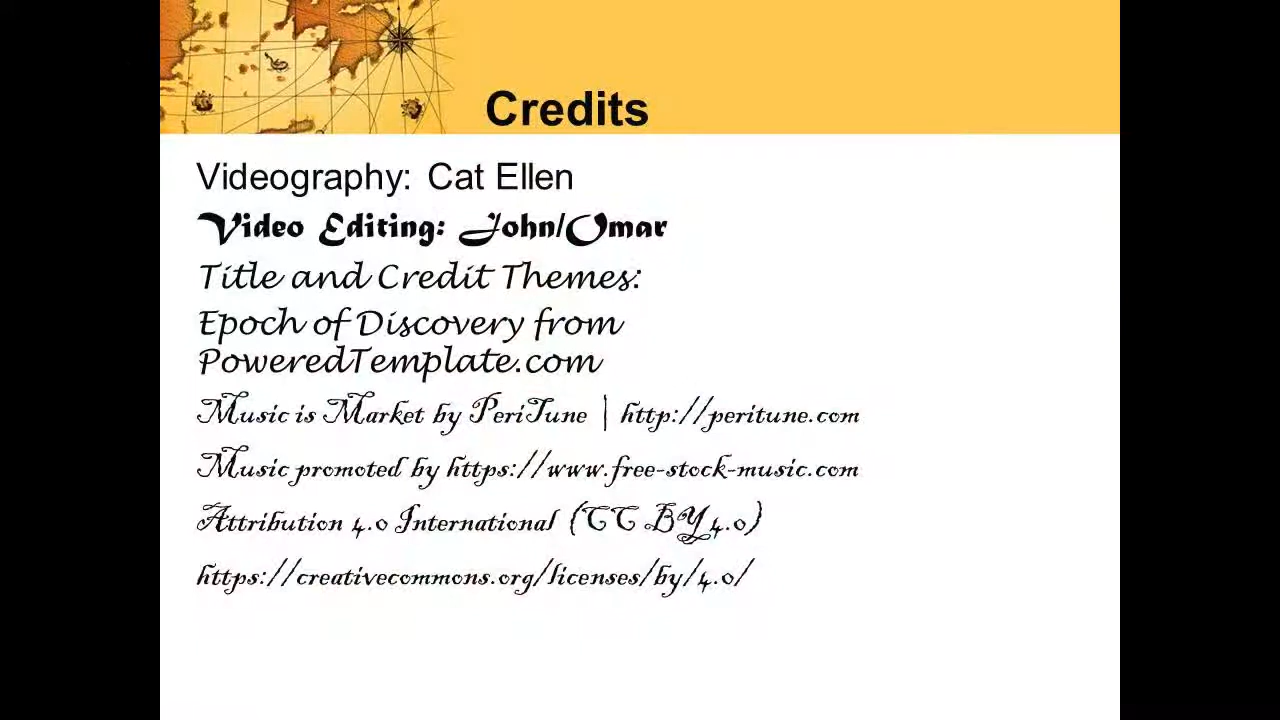 Credits
Videography: Cat Ellen
Video Editing: John/Omar
Title and Credit Themes:
Epoch of Discovery from
PoweredTemplate.com
Music is Market by PeriTune | http://peritune.com
Music promoted by https://www.free-stock-music.com
Attribution 4.0 International (CC BY 4.0)
https://creativecommons.org/licenses/by/4.0/